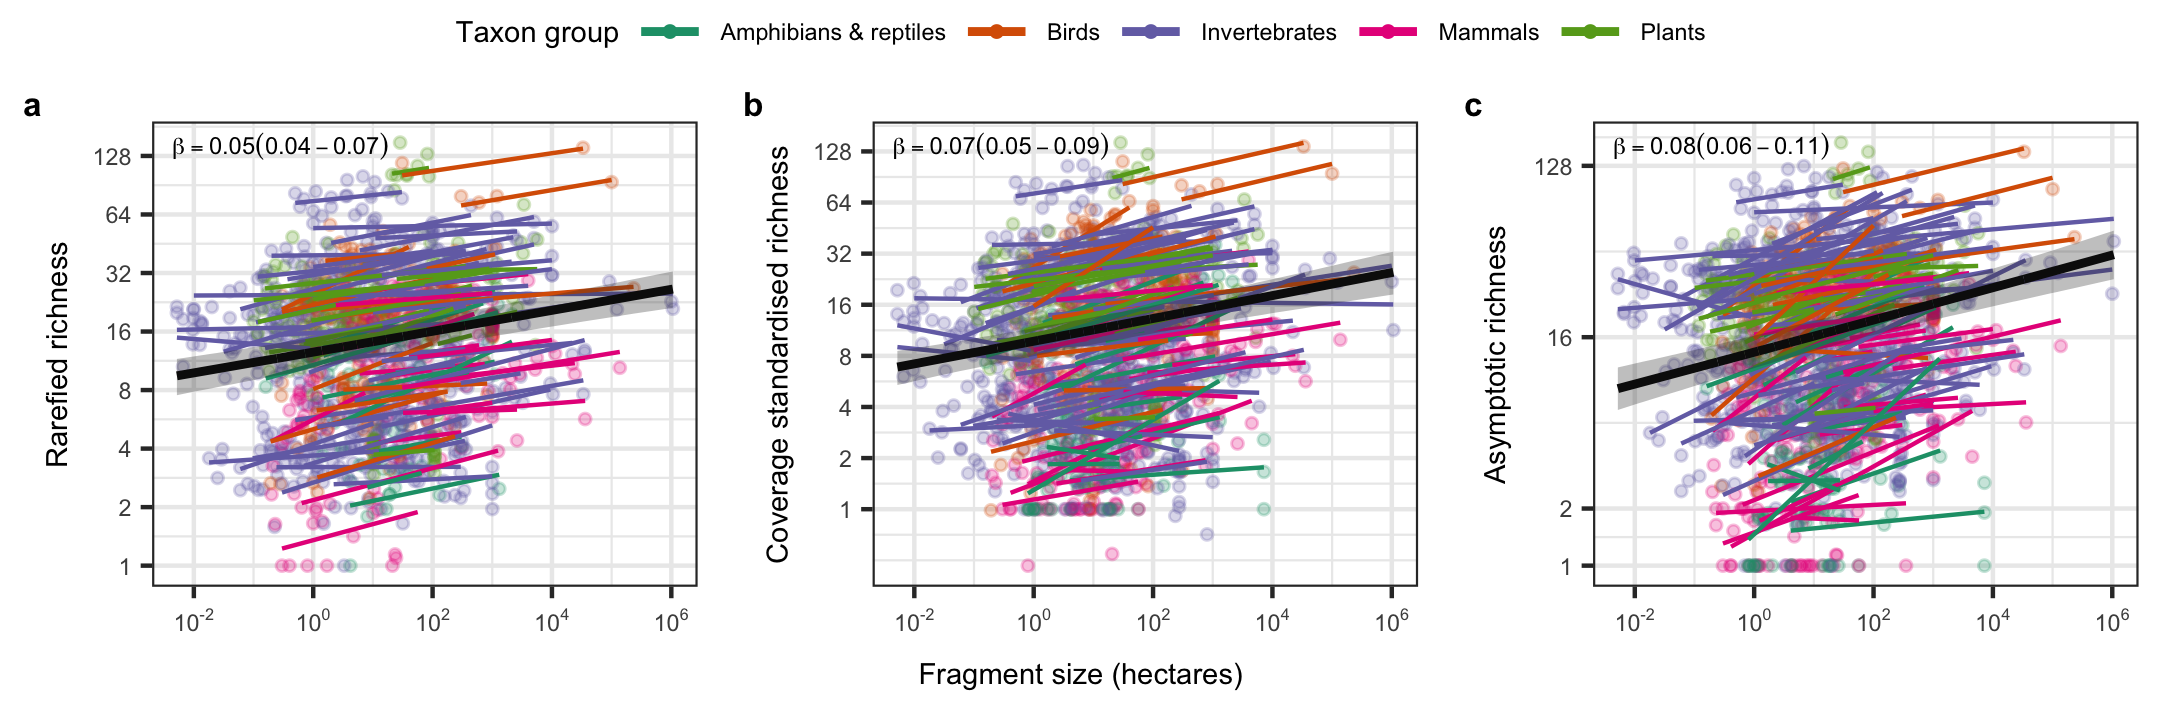 Taxon group Amphibians & reptiles Birds Invertebrates Mammals Plants
a
β = 0.05(0.04 – 0.07)
Rarefied richness
128
64
32
16
8
4
2
1
10⁻² 10⁰ 10² 10⁴ 10⁶
b
β = 0.07(0.05 – 0.09)
Coverage standardised richness
128
64
32
16
8
4
2
1
10⁻² 10⁰ 10² 10⁴ 10⁶
c
β = 0.08(0.06 – 0.11)
Asymptotic richness
128
16
2
1
10⁻² 10⁰ 10² 10⁴ 10⁶
Fragment size (hectares)